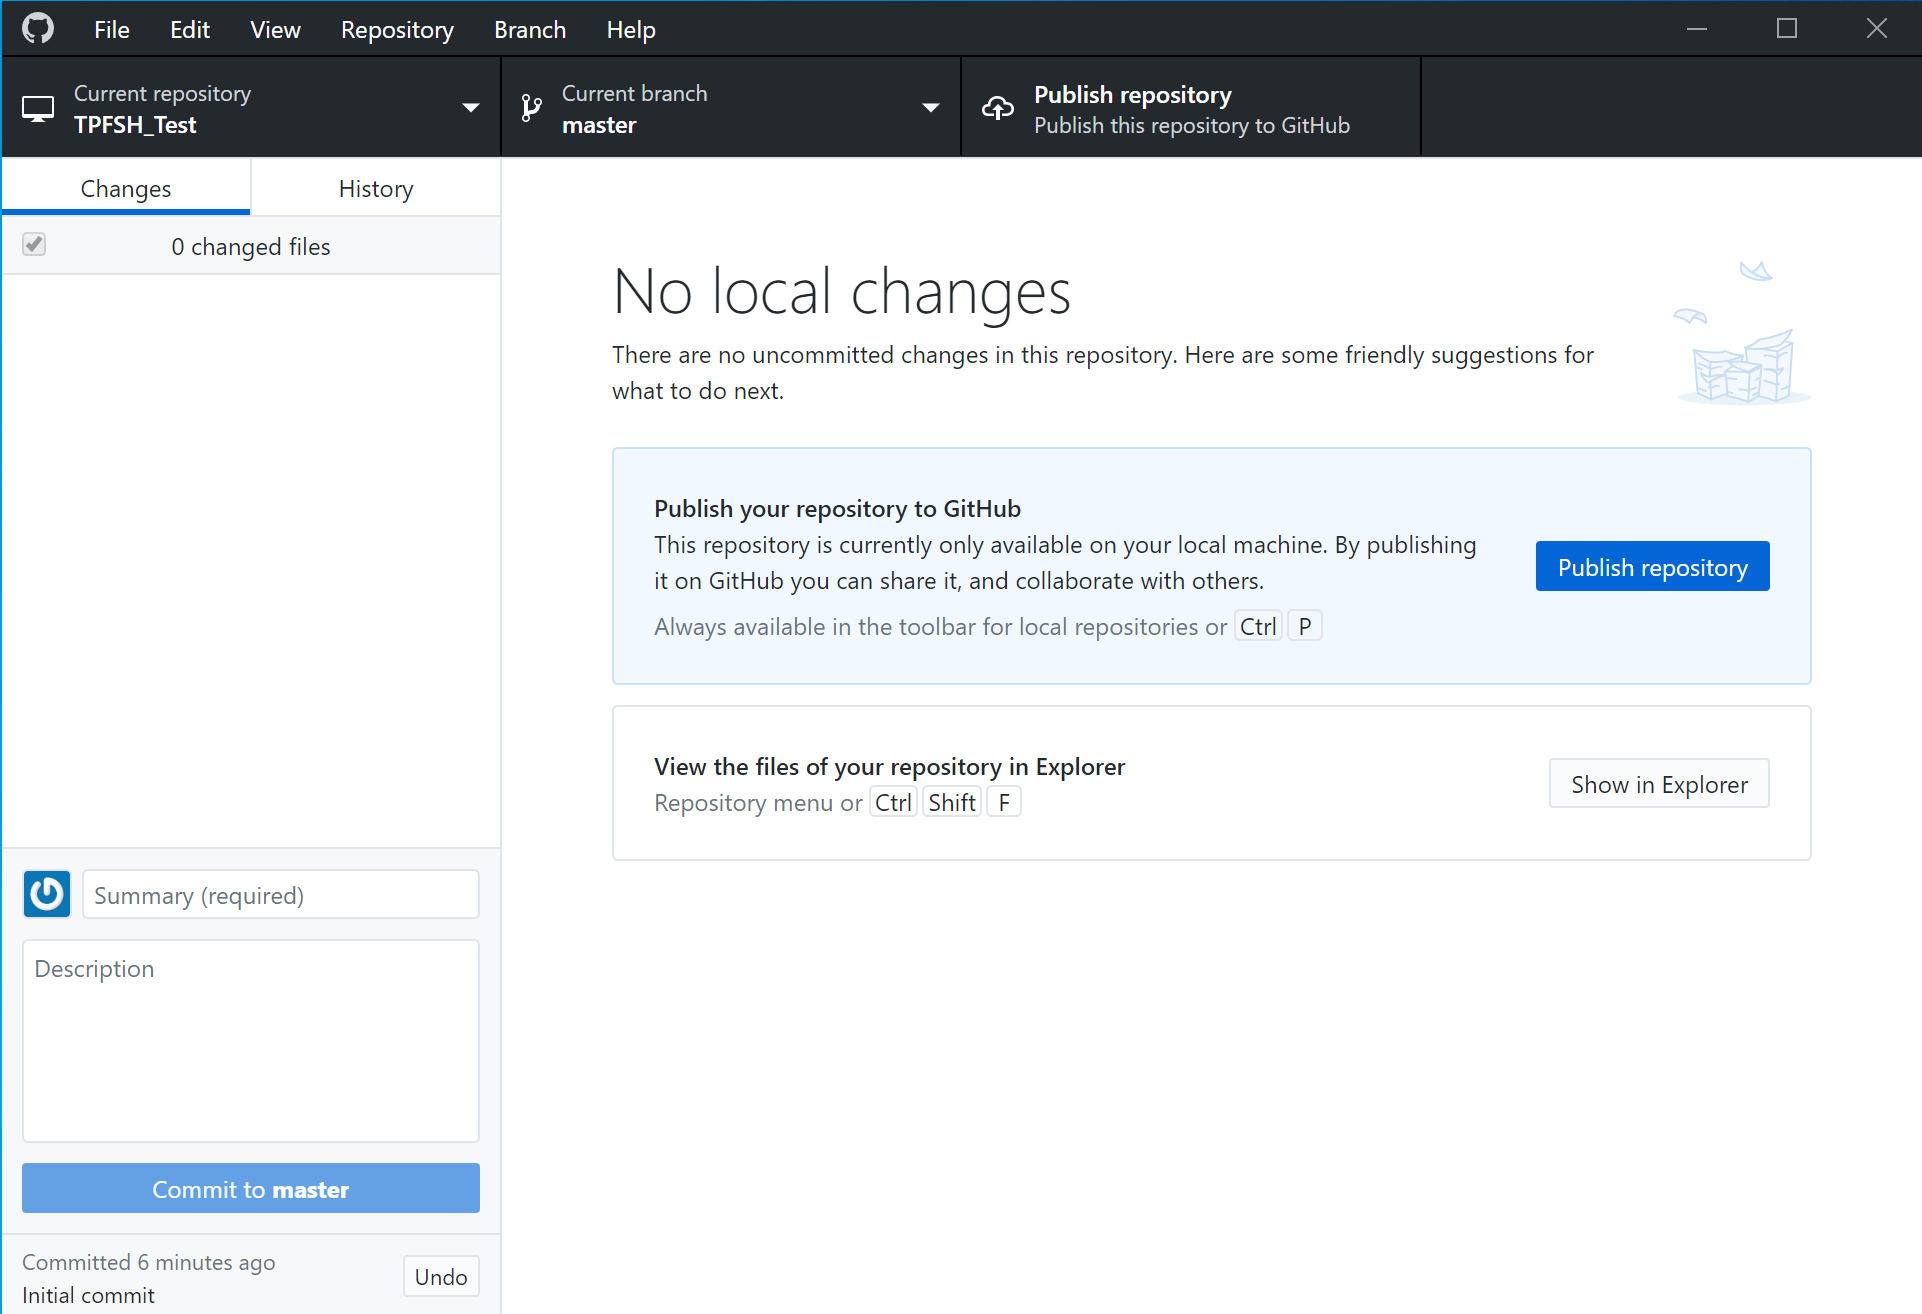 File Edit View Repository Branch Help
Current repository
TPFSH_Test
Current branch
master
Publish repository
Publish this repository to GitHub
Changes
History
0 changed files
No local changes
There are no uncommitted changes in this repository. Here are some friendly suggestions for
what to do next.
Publish your repository to GitHub
This repository is currently only available on your local machine. By publishing
it on GitHub you can share it, and collaborate with others.
Always available in the toolbar for local repositories or Ctrl P
Publish repository
View the files of your repository in Explorer
Repository menu or Ctrl Shift F
Show in Explorer
Summary (required)
Description
Commit to master
Committed 6 minutes ago
Initial commit
Undo